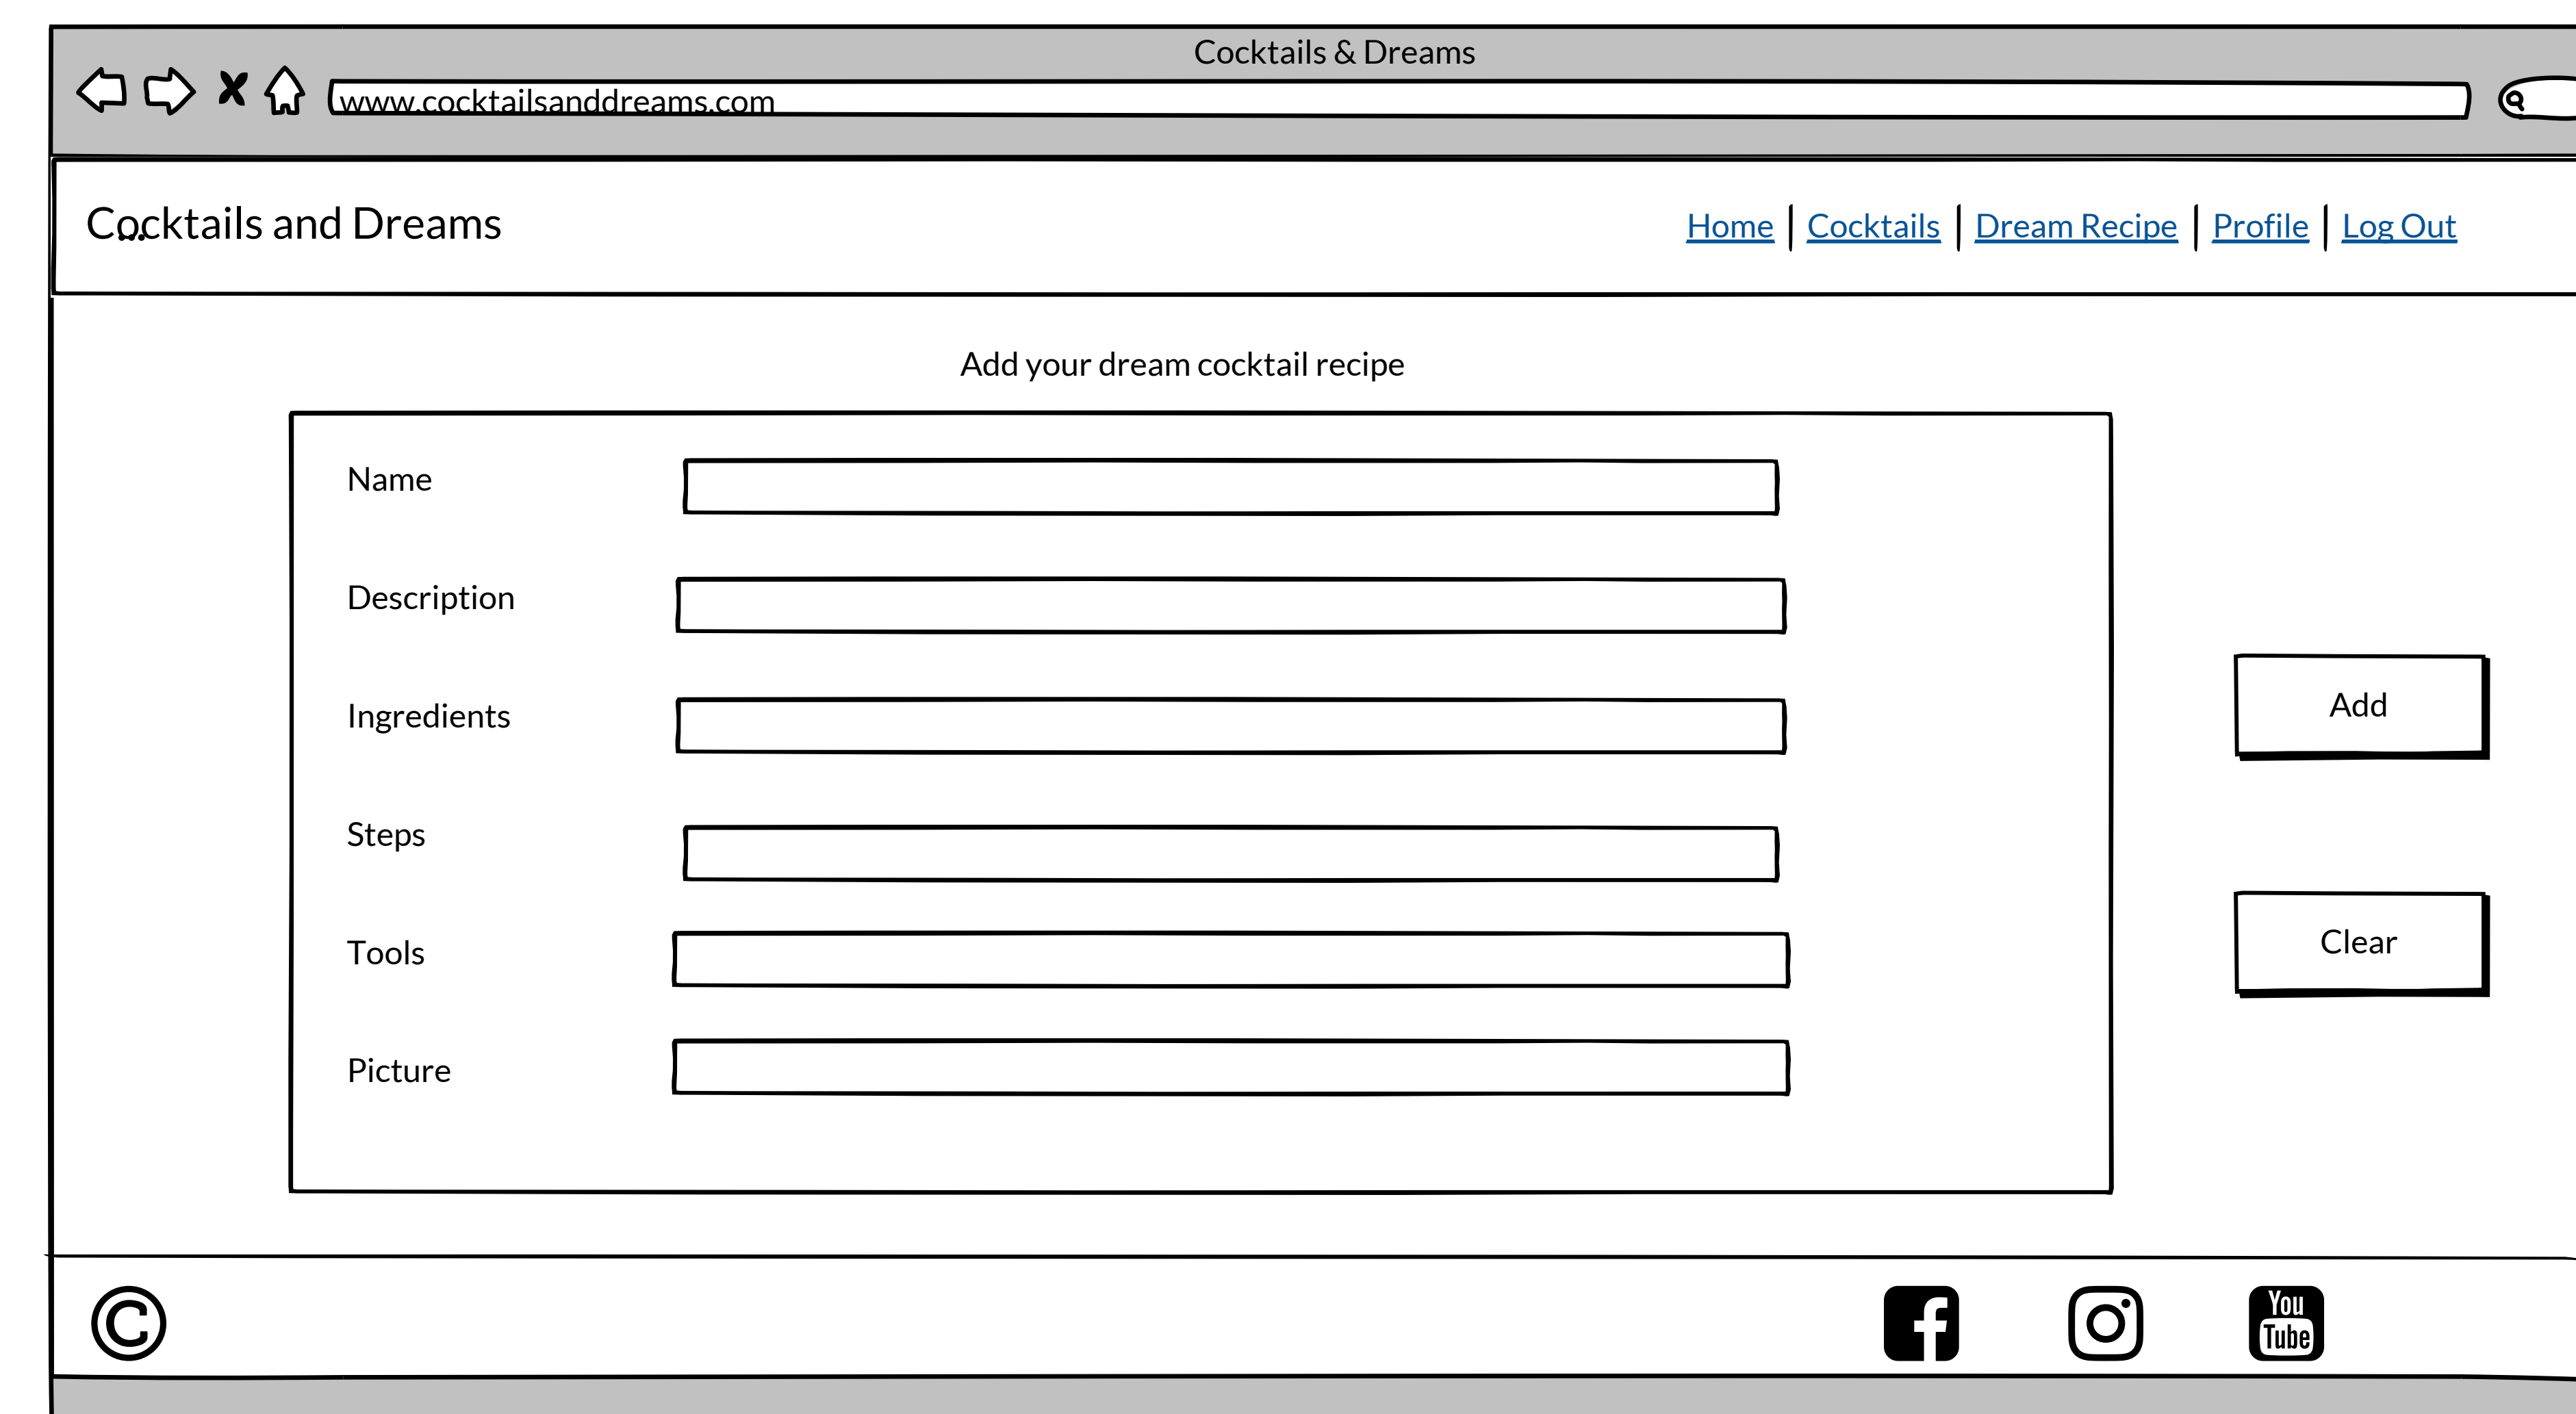 Cocktails & Dreams
www.cocktailsanddreams.com
Cocktails and Dreams
Home | Cocktails | Dream Recipe | Profile | Log Out
Add your dream cocktail recipe
Name
Description
Ingredients
Add
Steps
Clear
Tools
Picture
©
You
Tube